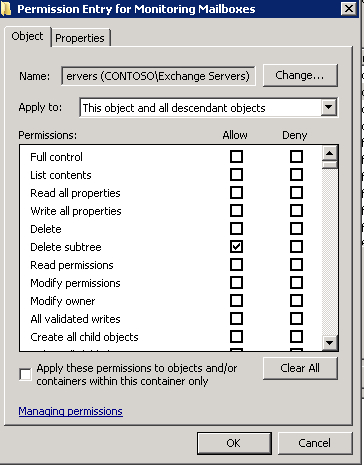 Permission Entry for Monitoring Mailboxes
Object
Properties
Name: ervers (CONTOSO\Exchange Servers) Change...
Apply to: This object and all descendant objects
Permissions: Allow Deny
Full control
List contents
Read all properties
Write all properties
Delete
Delete subtree
Read permissions
Modify permissions
Modify owner
All validated writes
Create all child objects
Apply these permissions to objects and/or
containers within this container only
Clear All
Managing permissions
OK Cancel